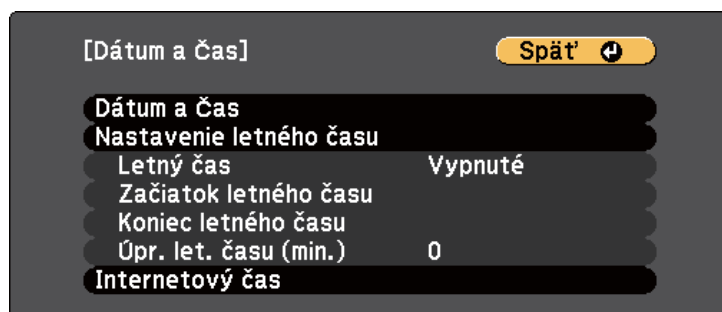 [Dátum a Čas]
Späť
Dátum a Čas
Nastavenie letného času
Letný čas Vypnuté
Začiatok letného času
Koniec letného času
Úpr. let. času (min.) 0
Internetový čas